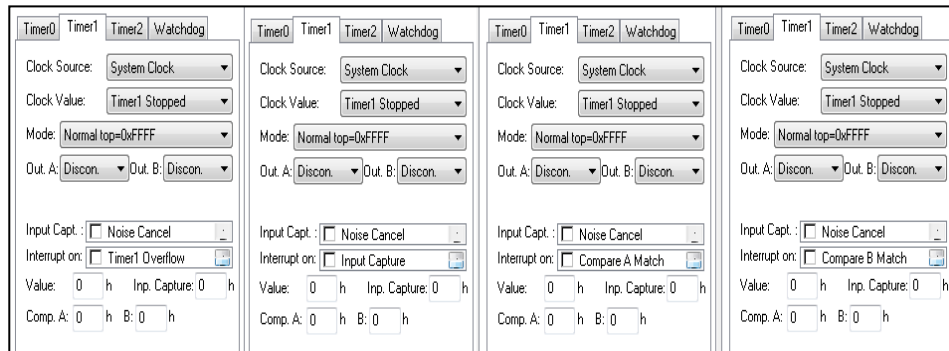 Timer0 Timer1 Timer2 Watchdog
Clock Source: System Clock
Clock Value: Timer1 Stopped
Mode: Normal top=0xFFFF
Out. A: Discon. Out. B: Discon.
Input Capt. : Noise Cancel
Interrupt on: Timer1 Overflow
Value: 0 h Inp. Capture: 0 h
Comp. A: 0 h B: 0 h
Timer0 Timer1 Timer2 Watchdog
Clock Source: System Clock
Clock Value: Timer1 Stopped
Mode: Normal top=0xFFFF
Out. A: Discon. Out. B: Discon.
Input Capt. : Noise Cancel
Interrupt on: Input Capture
Value: 0 h Inp. Capture: 0 h
Comp. A: 0 h B: 0 h
Timer0 Timer1 Timer2 Watchdog
Clock Source: System Clock
Clock Value: Timer1 Stopped
Mode: Normal top=0xFFFF
Out. A: Discon. Out. B: Discon.
Input Capt. : Noise Cancel
Interrupt on: Compare A Match
Value: 0 h Inp. Capture: 0 h
Comp. A: 0 h B: 0 h
Timer0 Timer1 Timer2 Watchdog
Clock Source: System Clock
Clock Value: Timer1 Stopped
Mode: Normal top=0xFFFF
Out. A: Discon. Out. B: Discon.
Input Capt. : Noise Cancel
Interrupt on: Compare B Match
Value: 0 h Inp. Capture: 0 h
Comp. A: 0 h B: 0 h